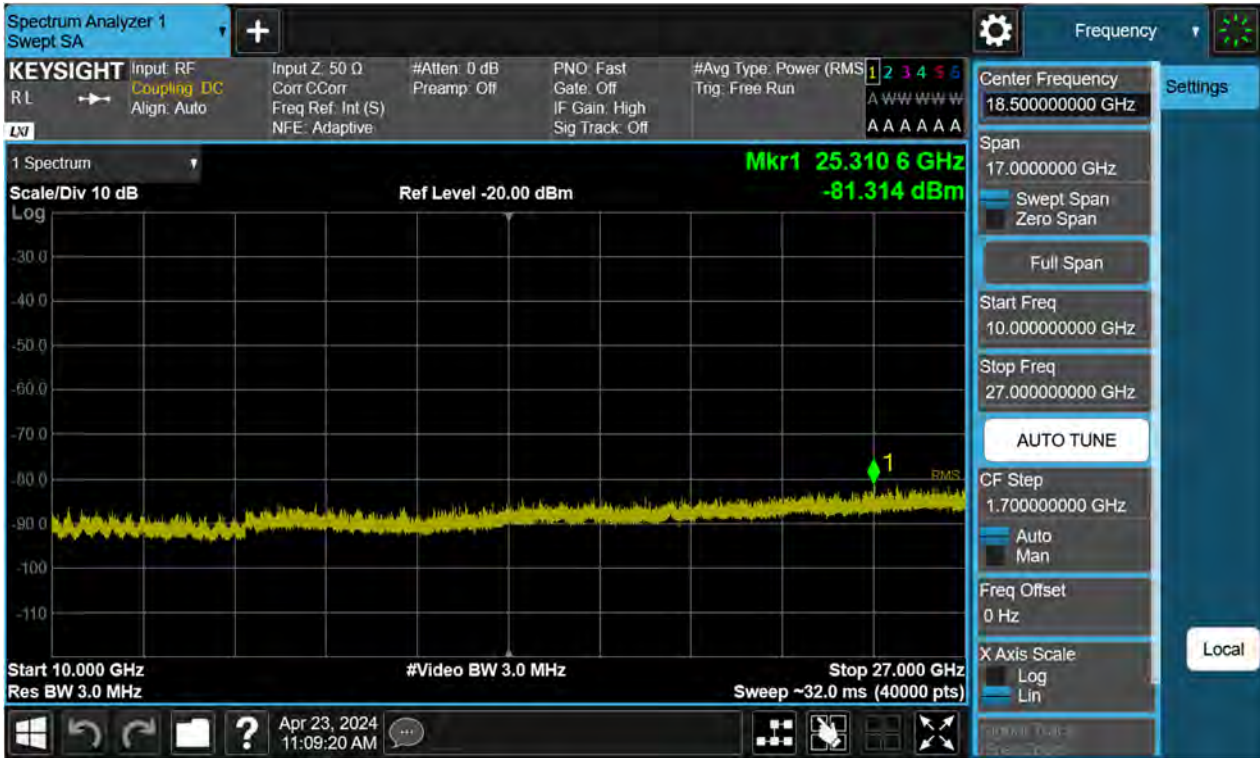 Spectrum Analyzer 1
Swept SA
+
Frequency
KEYSIGHT
RL
LXI
Input: RF
Coupling: DC
Align: Auto
Input Z: 50 Ω
Corr CCorr
Freq Ref: Int (S)
NFE: Adaptive
#Atten: 0 dB
Preamp: Off
PNO: Fast
Gate: Off
IF Gain: High
Sig Track: Off
#Avg Type: Power (RMS
Trig: Free Run
1 2 3 4 5 6
A W W W W W
A A A A A A
1 Spectrum
Scale/Div 10 dB
Log
Ref Level -20.00 dBm
Mkr1 25.310 6 GHz
-81.314 dBm
-30.0
-40.0
-50.0
-60.0
-70.0
-80.0
-90.0
-100
-110
1
RMS
Start 10.000 GHz
Res BW 3.0 MHz
#Video BW 3.0 MHz
Stop 27.000 GHz
Sweep ~32.0 ms (40000 pts)
Center Frequency
18.500000000 GHz
Settings
Span
17.0000000 GHz
Swept Span
Zero Span
Full Span
Start Freq
10.000000000 GHz
Stop Freq
27.000000000 GHz
AUTO TUNE
CF Step
1.700000000 GHz
Auto
Man
Freq Offset
0 Hz
X Axis Scale
Log
Lin
Local
?
Apr 23, 2024
11:09:20 AM